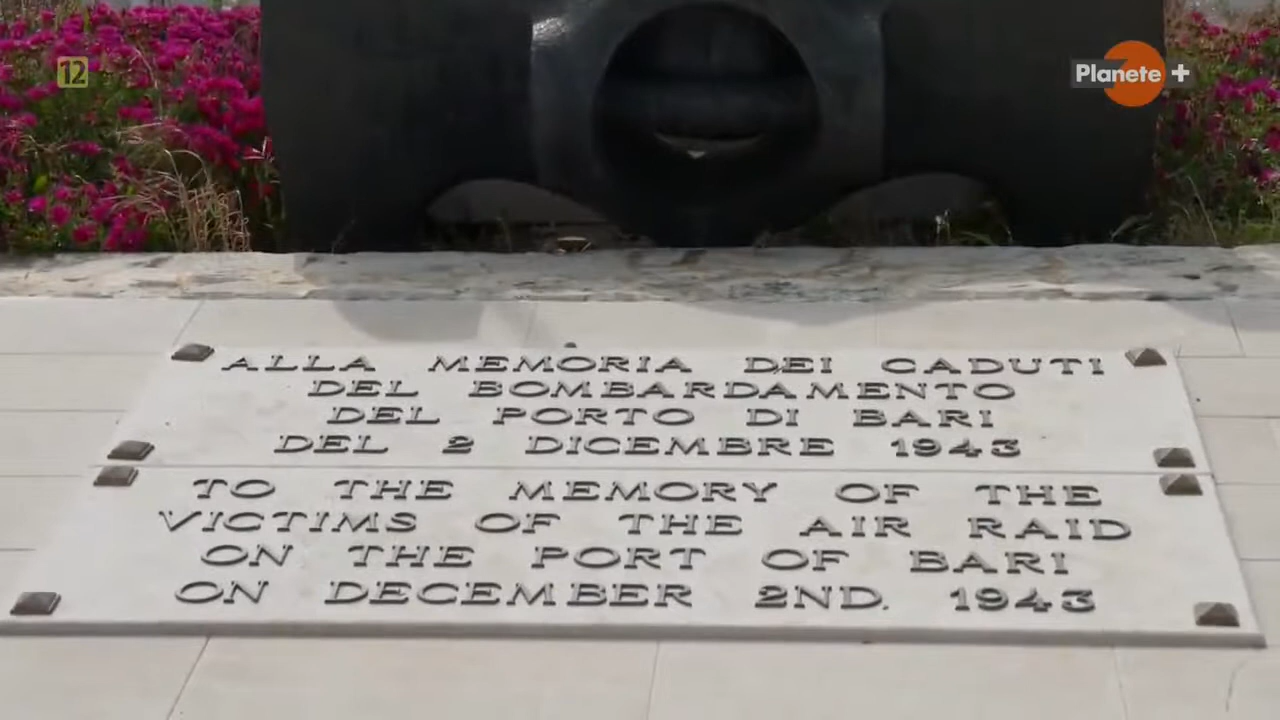 12
Planete +
ALLA MEMORIA DEI CADUTI
DEL BOMBARDAMENTO
DEL PORTO DI BARI
DEL 2 DICEMBRE 1943
TO THE MEMORY OF THE
VICTIMS OF THE AIR RAID
ON THE PORT OF BARI
ON DECEMBER 2ND. 1943